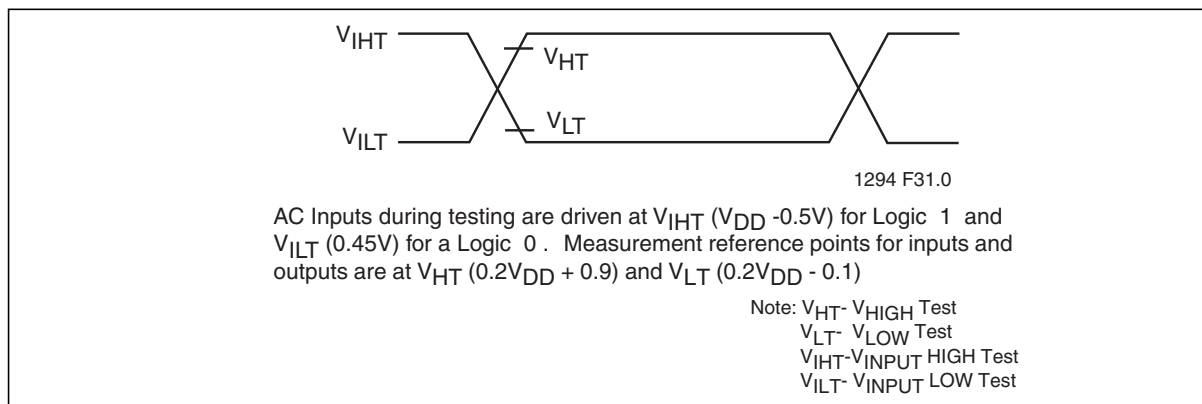 VIHT
VHT
VLT
VILT
1294 F31.0
AC Inputs during testing are driven at VIHT (VDD -0.5V) for Logic 1 and
VILT (0.45V) for a Logic 0 . Measurement reference points for inputs and
outputs are at VHT (0.2VDD + 0.9) and VLT (0.2VDD - 0.1)
Note: VHT- VHIGH Test
VLT- VLOW Test
VIHT-VINPUT HIGH Test
VILT- VINPUT LOW Test